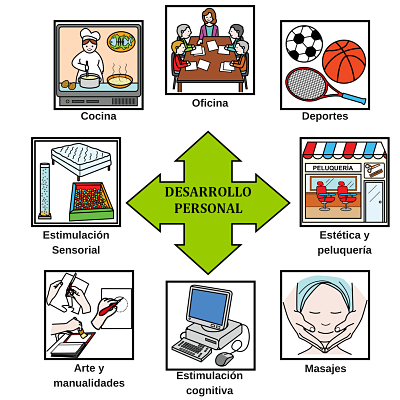 Cocina
Oficina
Deportes
DESARROLLO
PERSONAL
PELUQUERÍA
Estimulación
Sensorial
Estética y
peluquería
Arte y
manualidades
Estimulación
cognitiva
Masajes